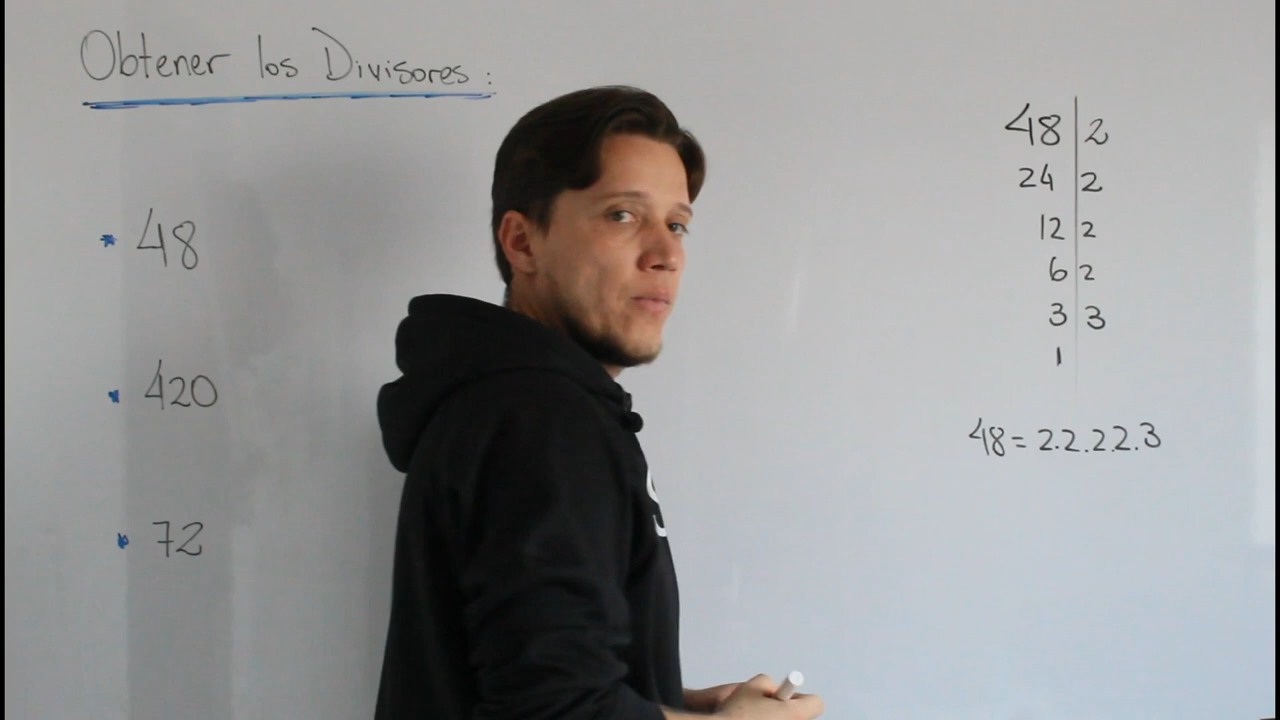 Obtener los Divisores:
48
420
72
48 | 2
24 | 2
12 | 2
6 | 2
3 | 3
1
48 = 2.2.2.2.3